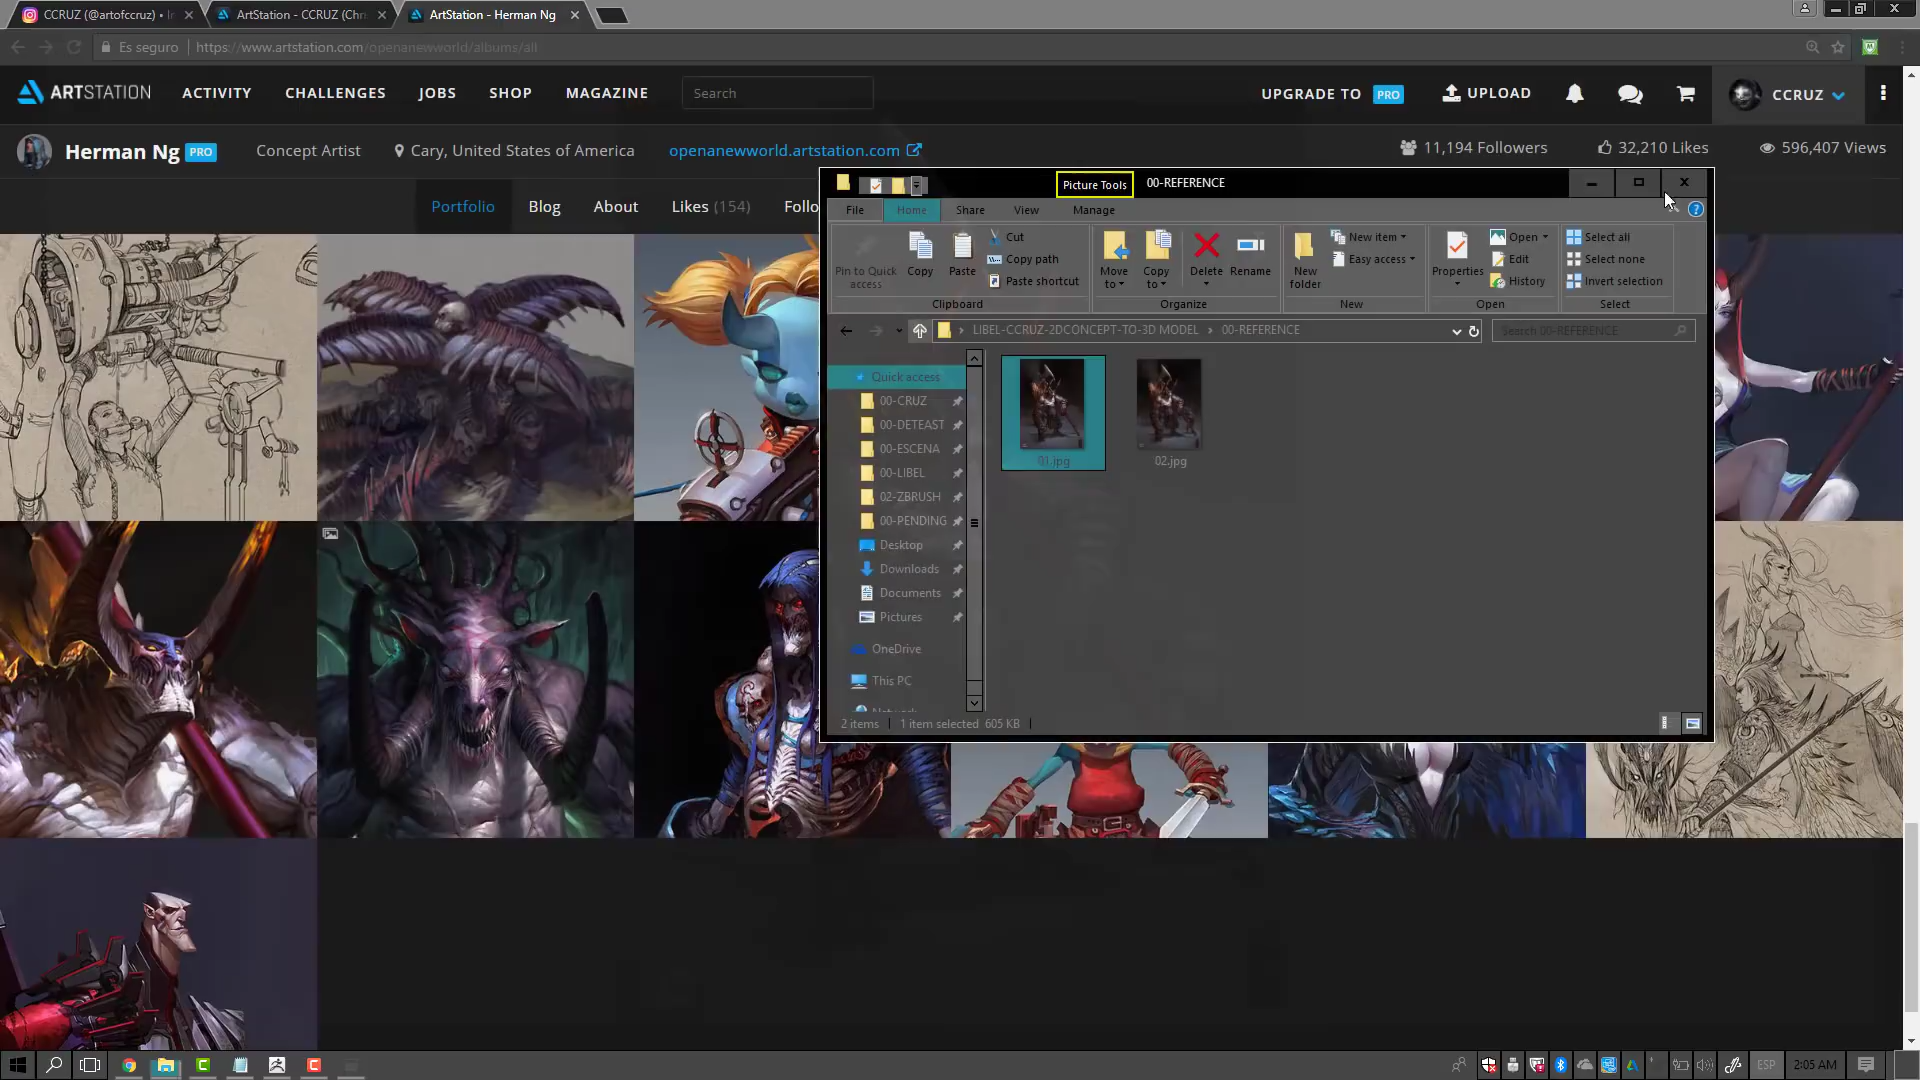 CCRUZ (@artofccruz) • I
ArtStation - CCRUZ (Chr
ArtStation - Herman Ng
Es seguro
https://www.artstation.com/openanewworld/albums/all
ARTSTATION
ACTIVITY
CHALLENGES
JOBS
SHOP
MAGAZINE
Search
UPGRADE TO PRO
UPLOAD
CCRUZ
Herman Ng PRO
Concept Artist
Cary, United States of America
openanewworld.artstation.com
11,194 Followers
32,210 Likes
596,407 Views
Portfolio
Blog
About
Likes (154)
Follo
Picture Tools
00-REFERENCE
File
Home
Share
View
Manage
Pin to Quick access
Copy
Paste
Cut
Copy path
Paste shortcut
Clipboard
Move to
Copy to
Delete
Rename
Organize
New folder
New item
Easy access
New
Properties
Open
Edit
History
Open
Select all
Select none
Invert selection
Select
LIBEL-CCRUZ-2DCONCEPT-TO-3D MODEL
00-REFERENCE
Search 00-REFERENCE
Quick access
00-CRUZ
00-DETEAST
00-ESCENA
00-LIBEL
02-ZBRUSH
00-PENDING
Desktop
Downloads
Documents
Pictures
OneDrive
This PC
Network
01.jpg
02.jpg
2 items
1 item selected 605 KB
ESP
2:05 AM